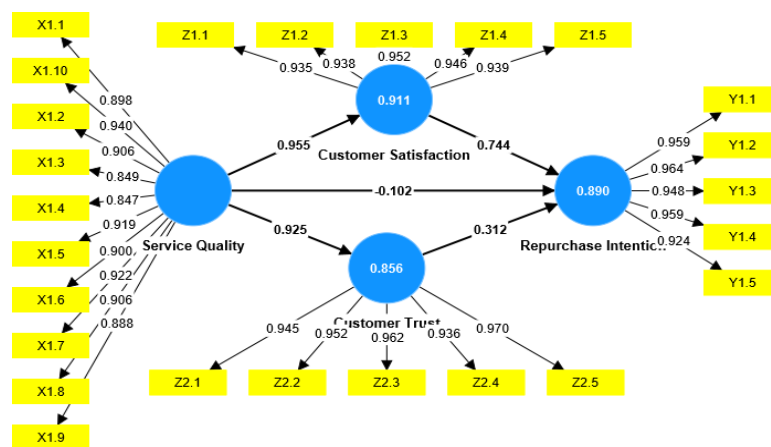 X1.1
X1.10
X1.2
X1.3
X1.4
X1.5
X1.6
X1.7
X1.8
X1.9
0.898
0.940
0.906
0.849
0.847
0.919
0.900
0.922
0.906
0.888
Service Quality
Z1.1
Z1.2
Z1.3
Z1.4
Z1.5
0.935
0.938
0.952
0.946
0.939
0.911
Customer Satisfaction
0.955
0.744
-0.102
0.925
0.312
0.856
Customer Trust
0.945
0.952
0.962
0.936
0.970
Z2.1
Z2.2
Z2.3
Z2.4
Z2.5
0.890
Repurchase Intention
0.959
0.964
0.948
0.959
0.924
Y1.1
Y1.2
Y1.3
Y1.4
Y1.5